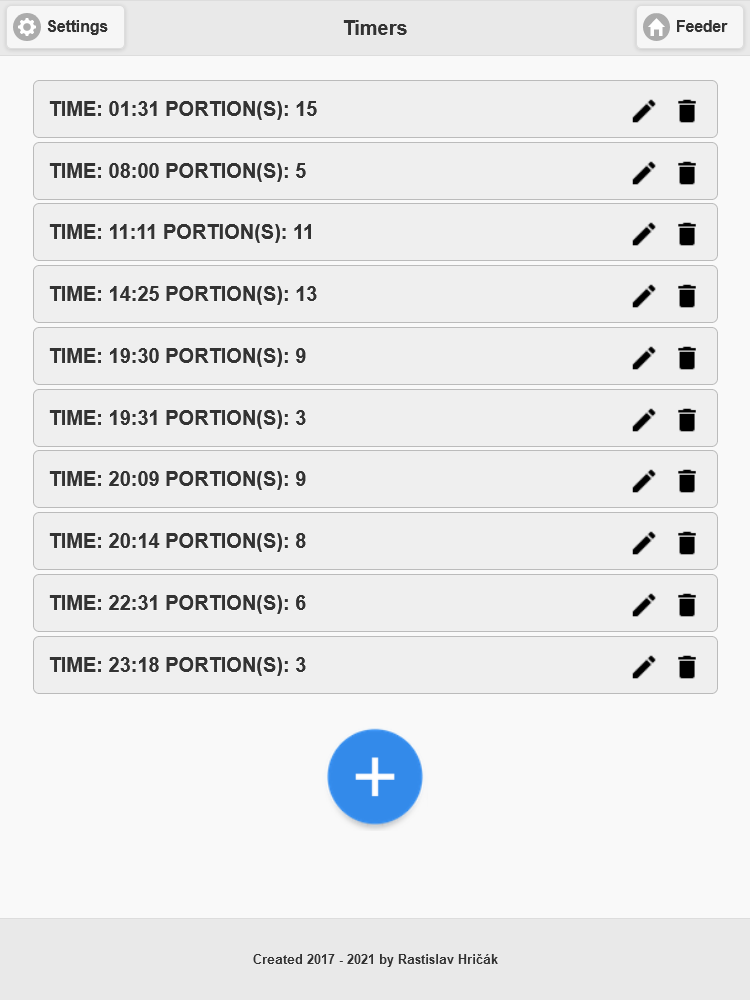 Settings
Timers
Feeder
TIME: 01:31 PORTION(S): 15
TIME: 08:00 PORTION(S): 5
TIME: 11:11 PORTION(S): 11
TIME: 14:25 PORTION(S): 13
TIME: 19:30 PORTION(S): 9
TIME: 19:31 PORTION(S): 3
TIME: 20:09 PORTION(S): 9
TIME: 20:14 PORTION(S): 8
TIME: 22:31 PORTION(S): 6
TIME: 23:18 PORTION(S): 3
Created 2017 - 2021 by Rastislav Hričák